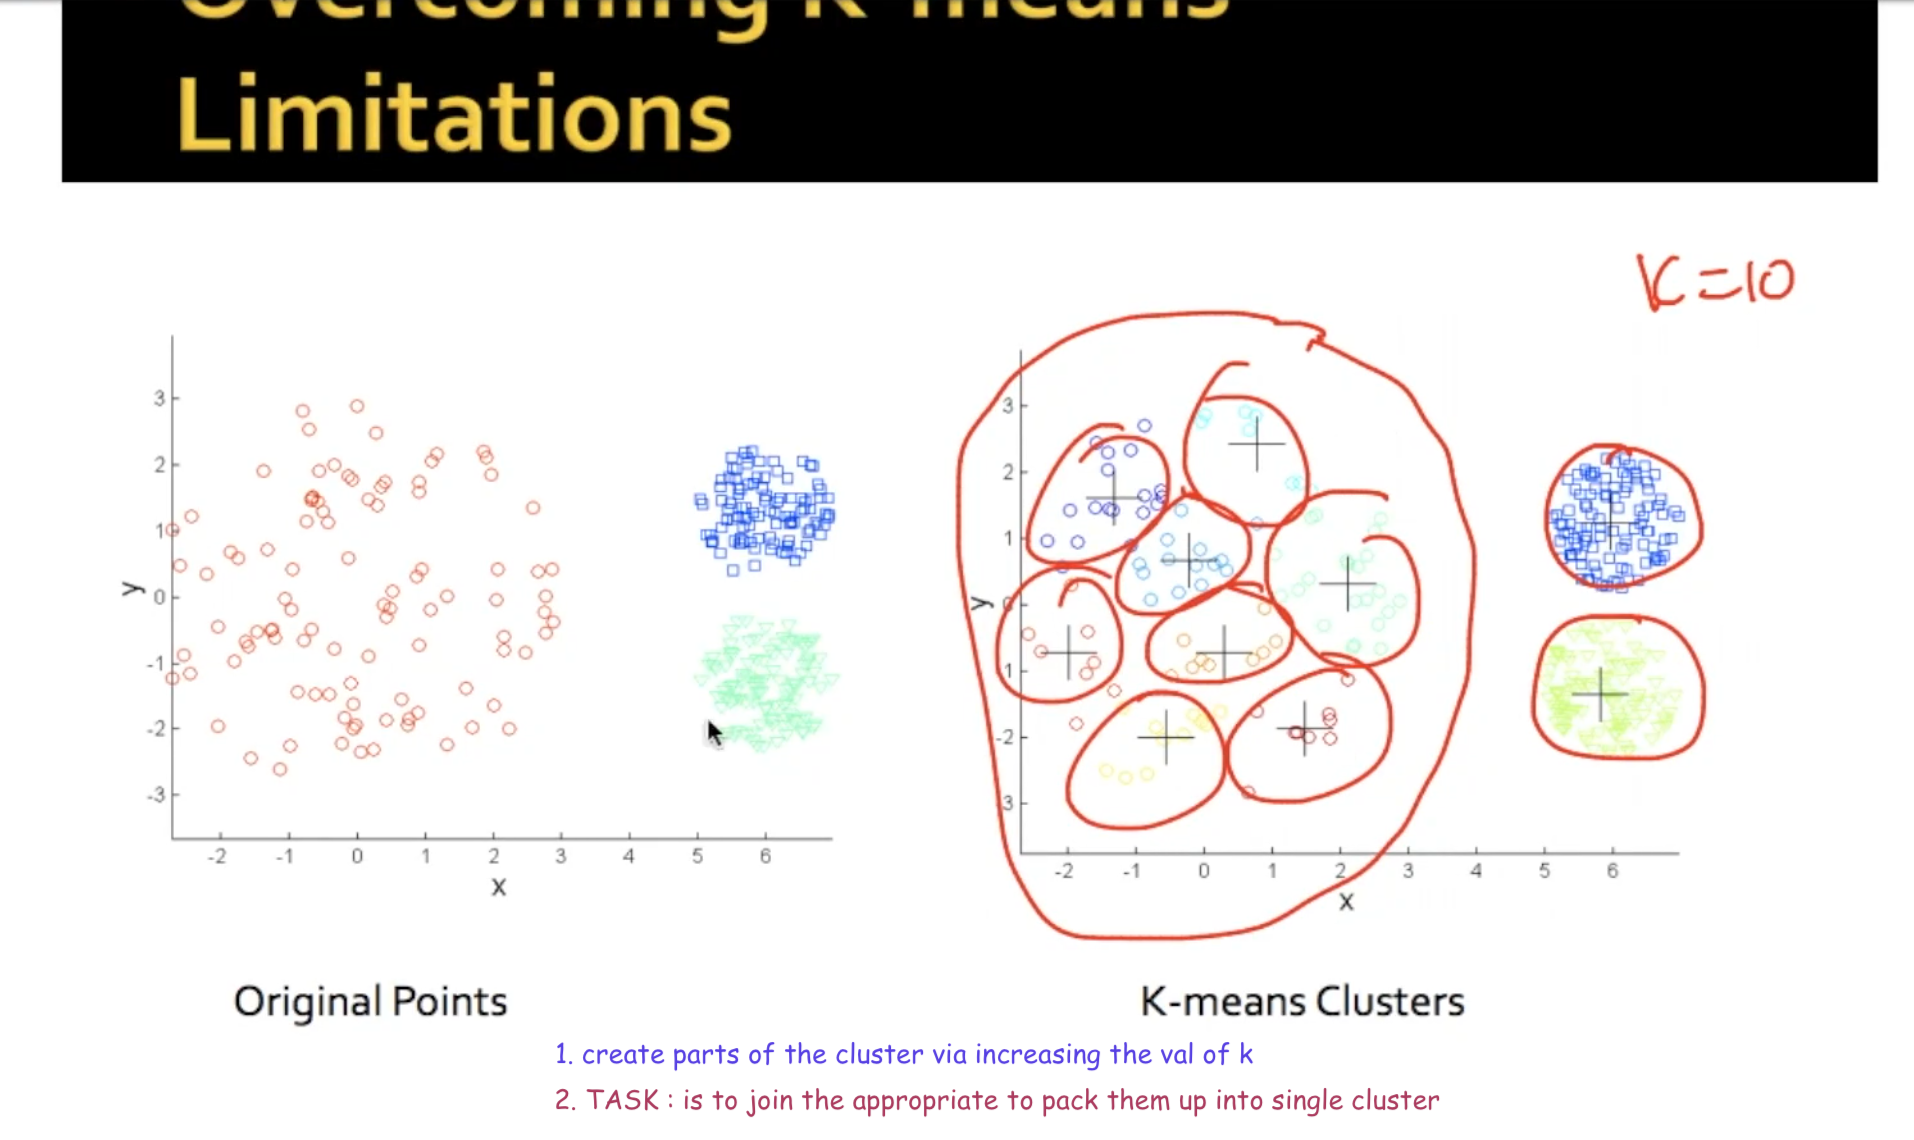 Overcoming K-means
Limitations
K=10
3
2
1
0
-1
-2
-3
y
-2 -1 0 1 2 3 4 5 6
x
3
2
1
0
1
-2
3
y
-2 -1 0 1 2 3 4 5 6
x
Original Points
K-means Clusters
1. create parts of the cluster via increasing the val of k
2. TASK : is to join the appropriate to pack them up into single cluster